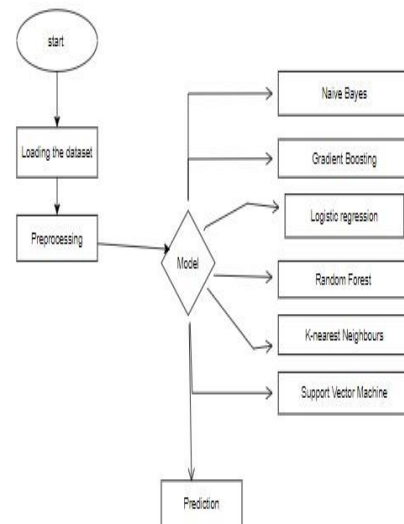 start
Loading the dataset
Preprocessing
Model
Naive Bayes
Gradient Boosting
Logistic regression
Random Forest
K-nearest Neighbours
Support Vector Machine
Prediction